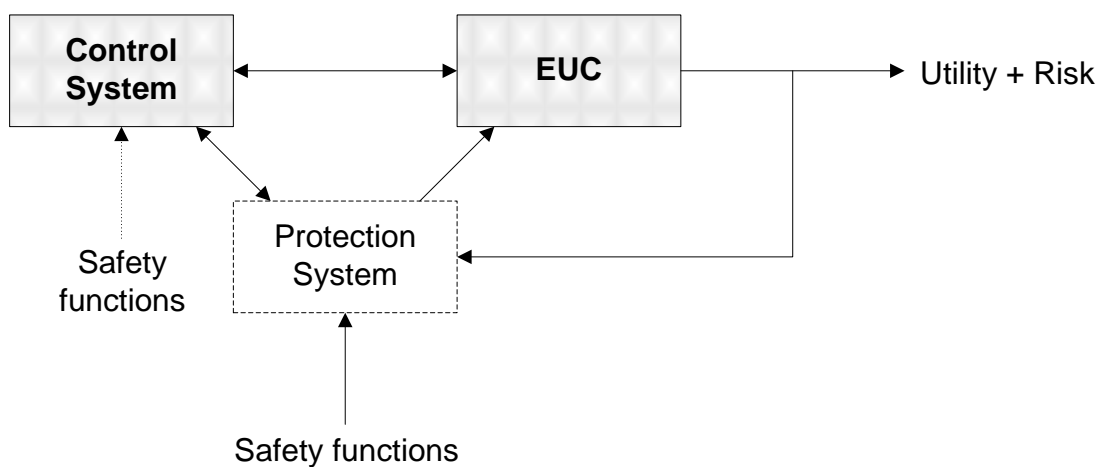 Control
System
EUC
Utility + Risk
Protection
System
Safety
functions
Safety functions